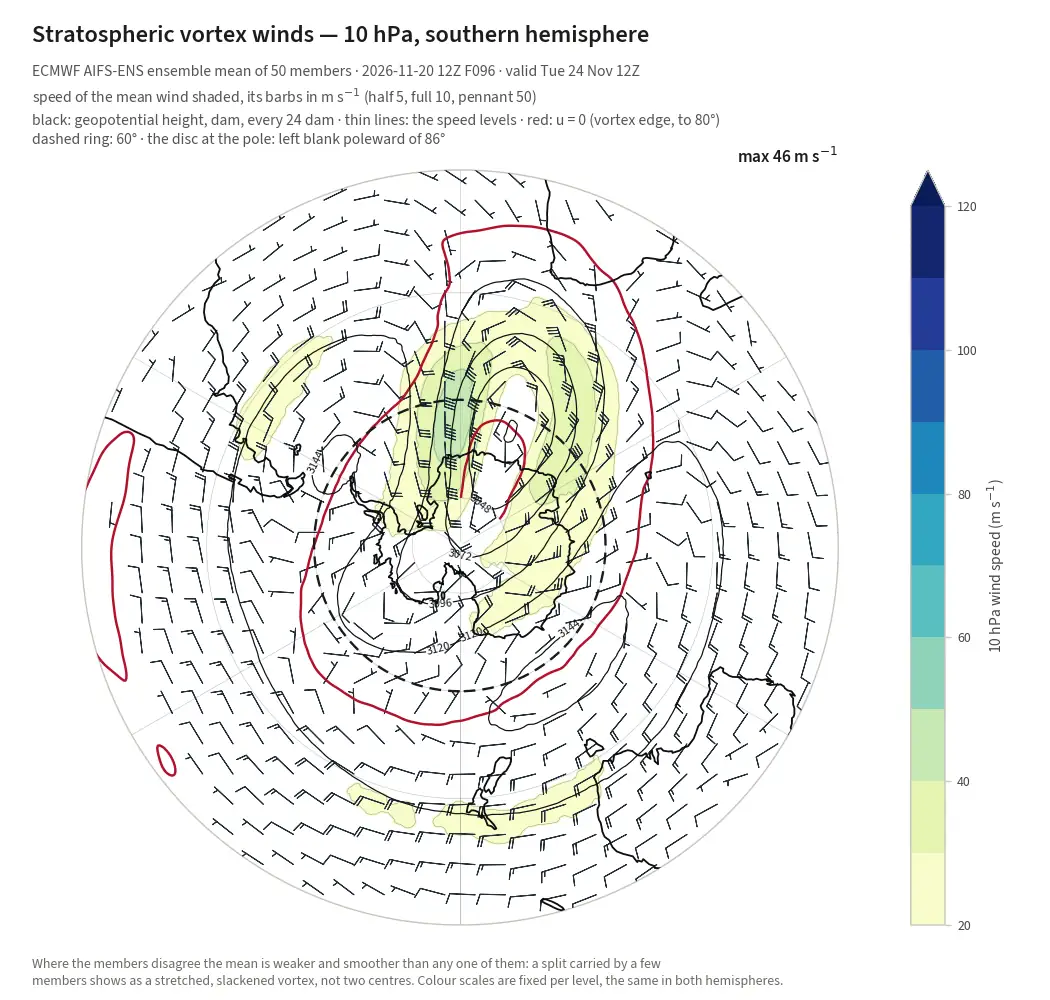 Stratospheric vortex winds — 10 hPa, southern hemisphere
ECMWF AIFS-ENS ensemble mean of 50 members · 2026-11-20 12Z F096 · valid Tue 24 Nov 12Z
speed of the mean wind shaded, its barbs in m s⁻¹ (half 5, full 10, pennant 50)
black: geopotential height, dam, every 24 dam · thin lines: the speed levels · red: u = 0 (vortex edge, to 80°)
dashed ring: 60° · the disc at the pole: left blank poleward of 86°
max 46 m s⁻¹
120
100
80
60
40
20
10 hPa wind speed (m s⁻¹)
3144
3072
3096
3120
3144
Where the members disagree the mean is weaker and smoother than any one of them: a split carried by a few
members shows as a stretched, slackened vortex, not two centres. Colour scales are fixed per level, the same in both hemispheres.